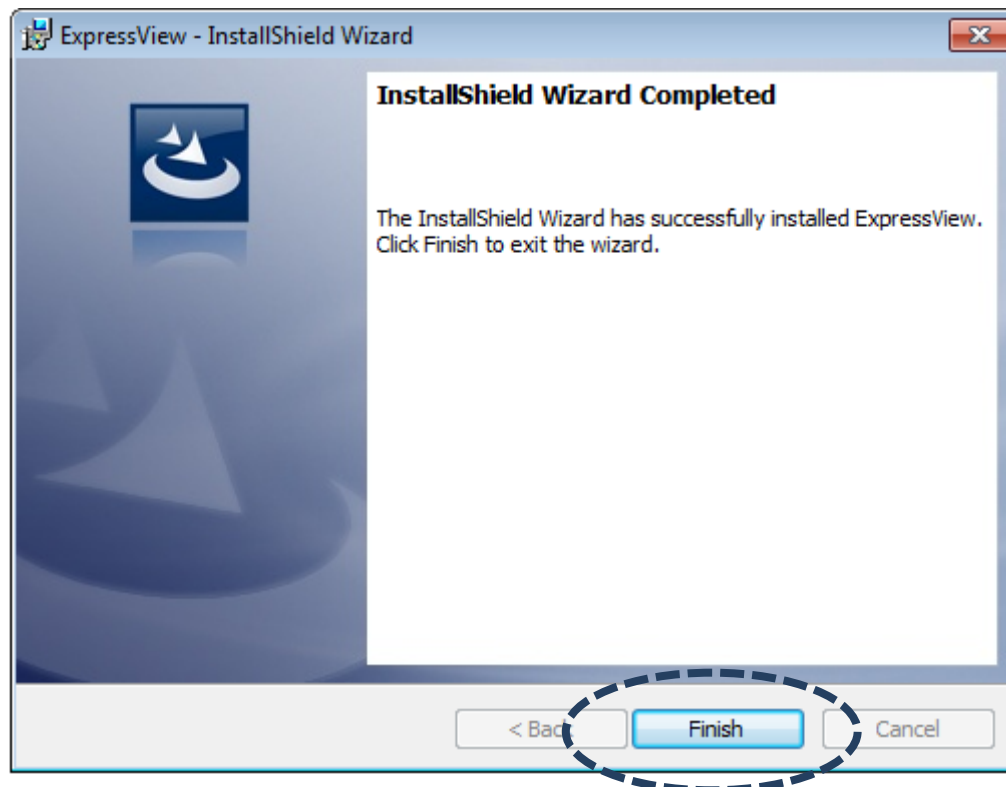 ExpressView - InstallShield Wizard
InstallShield Wizard Completed
The InstallShield Wizard has successfully installed ExpressView.
Click Finish to exit the wizard.
< Back Finish Cancel